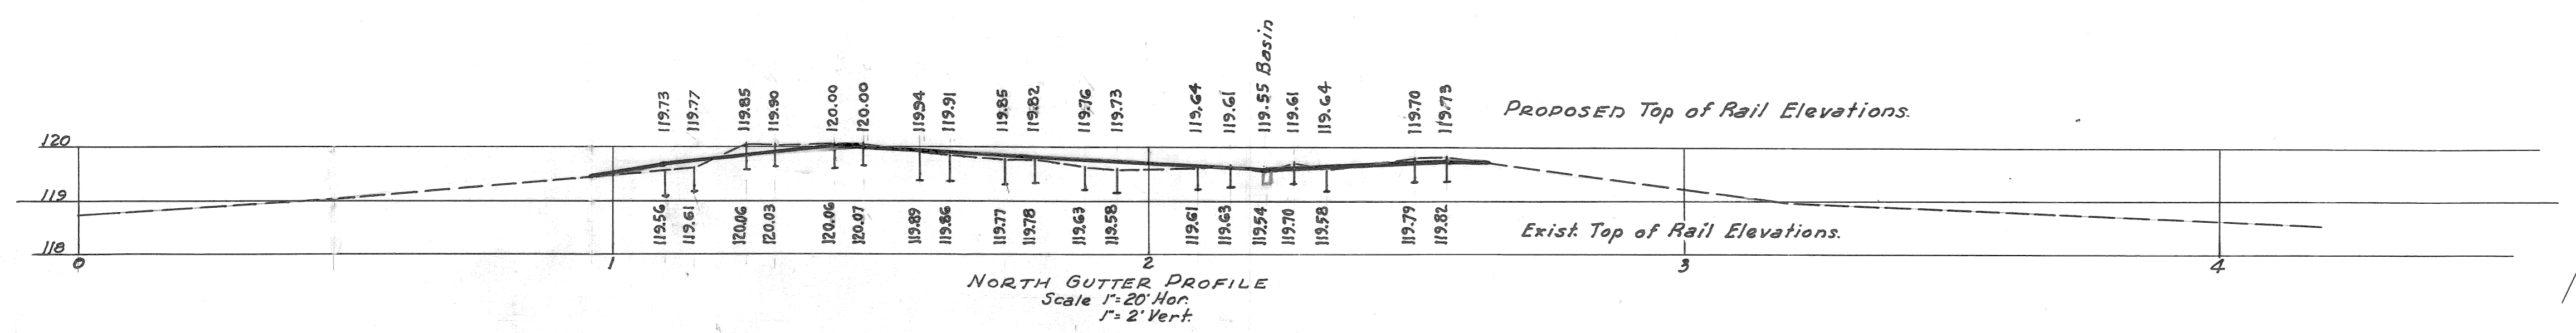 119.73 119.77 119.85 119.90 120.00 120.00 119.94 119.91 119.85 119.82 119.76 119.73 119.64 119.61 119.55 Basin 119.61 119.64 119.70 119.73
PROPOSED Top of Rail Elevations.
120
119
119.56 119.61 120.06 120.03 120.06 120.07 119.89 119.86 119.77 119.78 119.63 119.58 119.61 119.63 119.54 119.70 119.58 119.79 119.82
Exist. Top of Rail Elevations.
118
0 1 2 3 4
NORTH GUTTER PROFILE
Scale 1"=20' Hor.
1"=2' Vert.